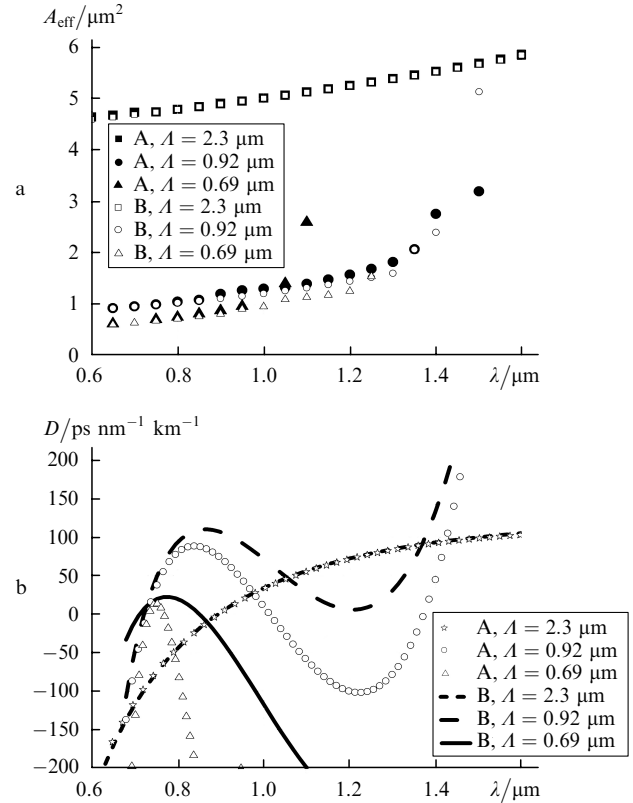 A_eff/μm²
6
5
4
3
2
1
0
a
A, Λ = 2.3 μm
A, Λ = 0.92 μm
A, Λ = 0.69 μm
B, Λ = 2.3 μm
B, Λ = 0.92 μm
B, Λ = 0.69 μm
0.6 0.8 1.0 1.2 1.4 λ/μm
D/ps nm⁻¹ km⁻¹
200
150
100
50
0
−50
−100
−150
−200
b
A, Λ = 2.3 μm
A, Λ = 0.92 μm
A, Λ = 0.69 μm
B, Λ = 2.3 μm
B, Λ = 0.92 μm
B, Λ = 0.69 μm
0.6 0.8 1.0 1.2 1.4 λ/μm